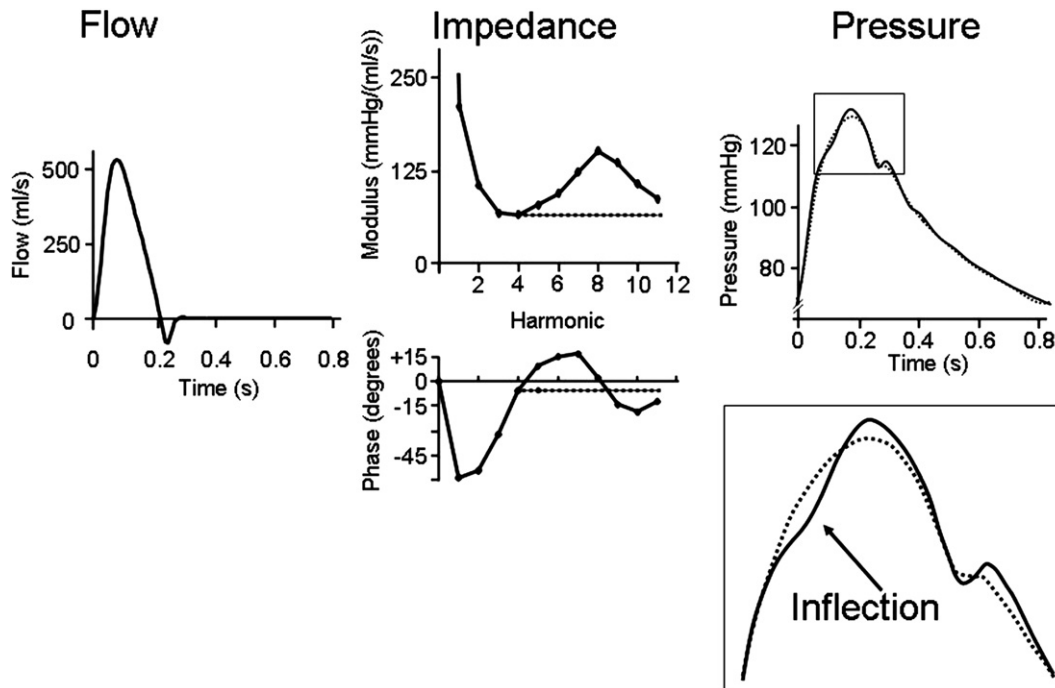 Flow
Flow (ml/s)
500
250
0
0 0.2 0.4 0.6 0.8
Time (s)
Impedance
Modulus (mmHg/(ml/s))
250
125
0
2 4 6 8 10 12
Harmonic
Phase (degrees)
+15
0
-15
-45
Pressure
Pressure (mmHg)
120
100
80
0 0.2 0.4 0.6 0.8
Time (s)
Inflection